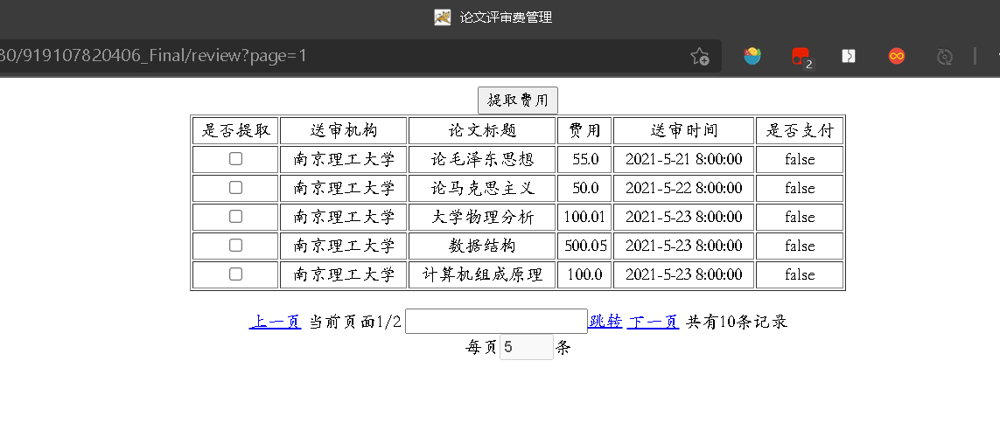 论文评审费管理
80/919107820406_Final/review?page=1
2
提取费用
是否提取 送审机构 论文标题 费用 送审时间 是否支付
南京理工大学 论毛泽东思想 55.0 2021-5-21 8:00:00 false
南京理工大学 论马克思主义 50.0 2021-5-22 8:00:00 false
南京理工大学 大学物理分析 100.01 2021-5-23 8:00:00 false
南京理工大学 数据结构 500.05 2021-5-23 8:00:00 false
南京理工大学 计算机组成原理 100.0 2021-5-23 8:00:00 false
上一页 当前页面1/2 跳转 下一页 共有10条记录
每页 5 条